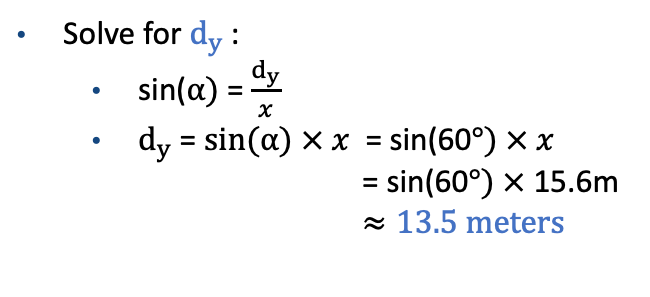 • Solve for dy :
• sin(α) = dy/x
• dy = sin(α) × x = sin(60°) × x
= sin(60°) × 15.6m
≈ 13.5 meters